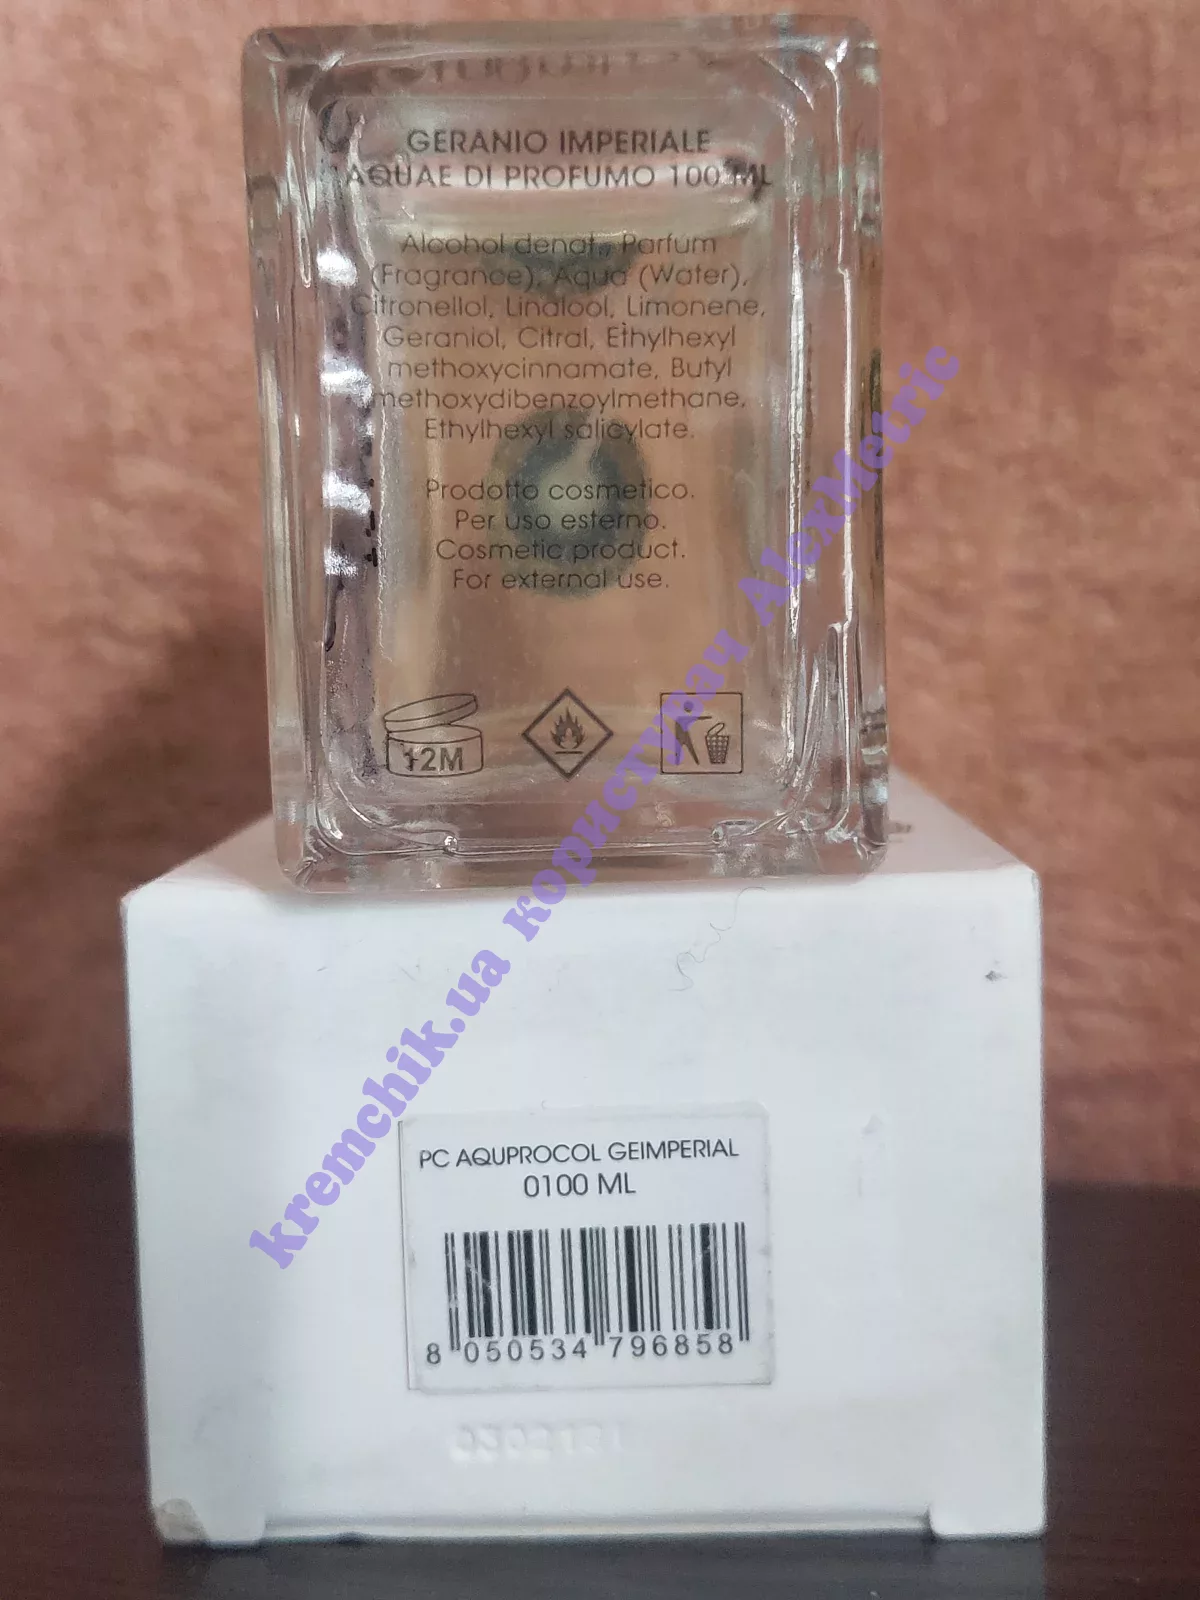 GERANIO IMPERIALE
AQUAE DI PROFUMO 100 ML
Alcohol denat., Parfum
(Fragrance), Aqua (Water),
Citronellol, Linalool, Limonene,
Geraniol, Citral, Ethylhexyl
methoxycinnamate, Butyl
methoxydibenzoylmethane,
Ethylhexyl salicylate.
Prodotto cosmetico.
Per uso esterno.
Cosmetic product.
For external use.
12M
kremchik.ua користувач AlexMetric
PC AQUPROCOL GEIMPERIAL
0100 ML
8 050534 796858